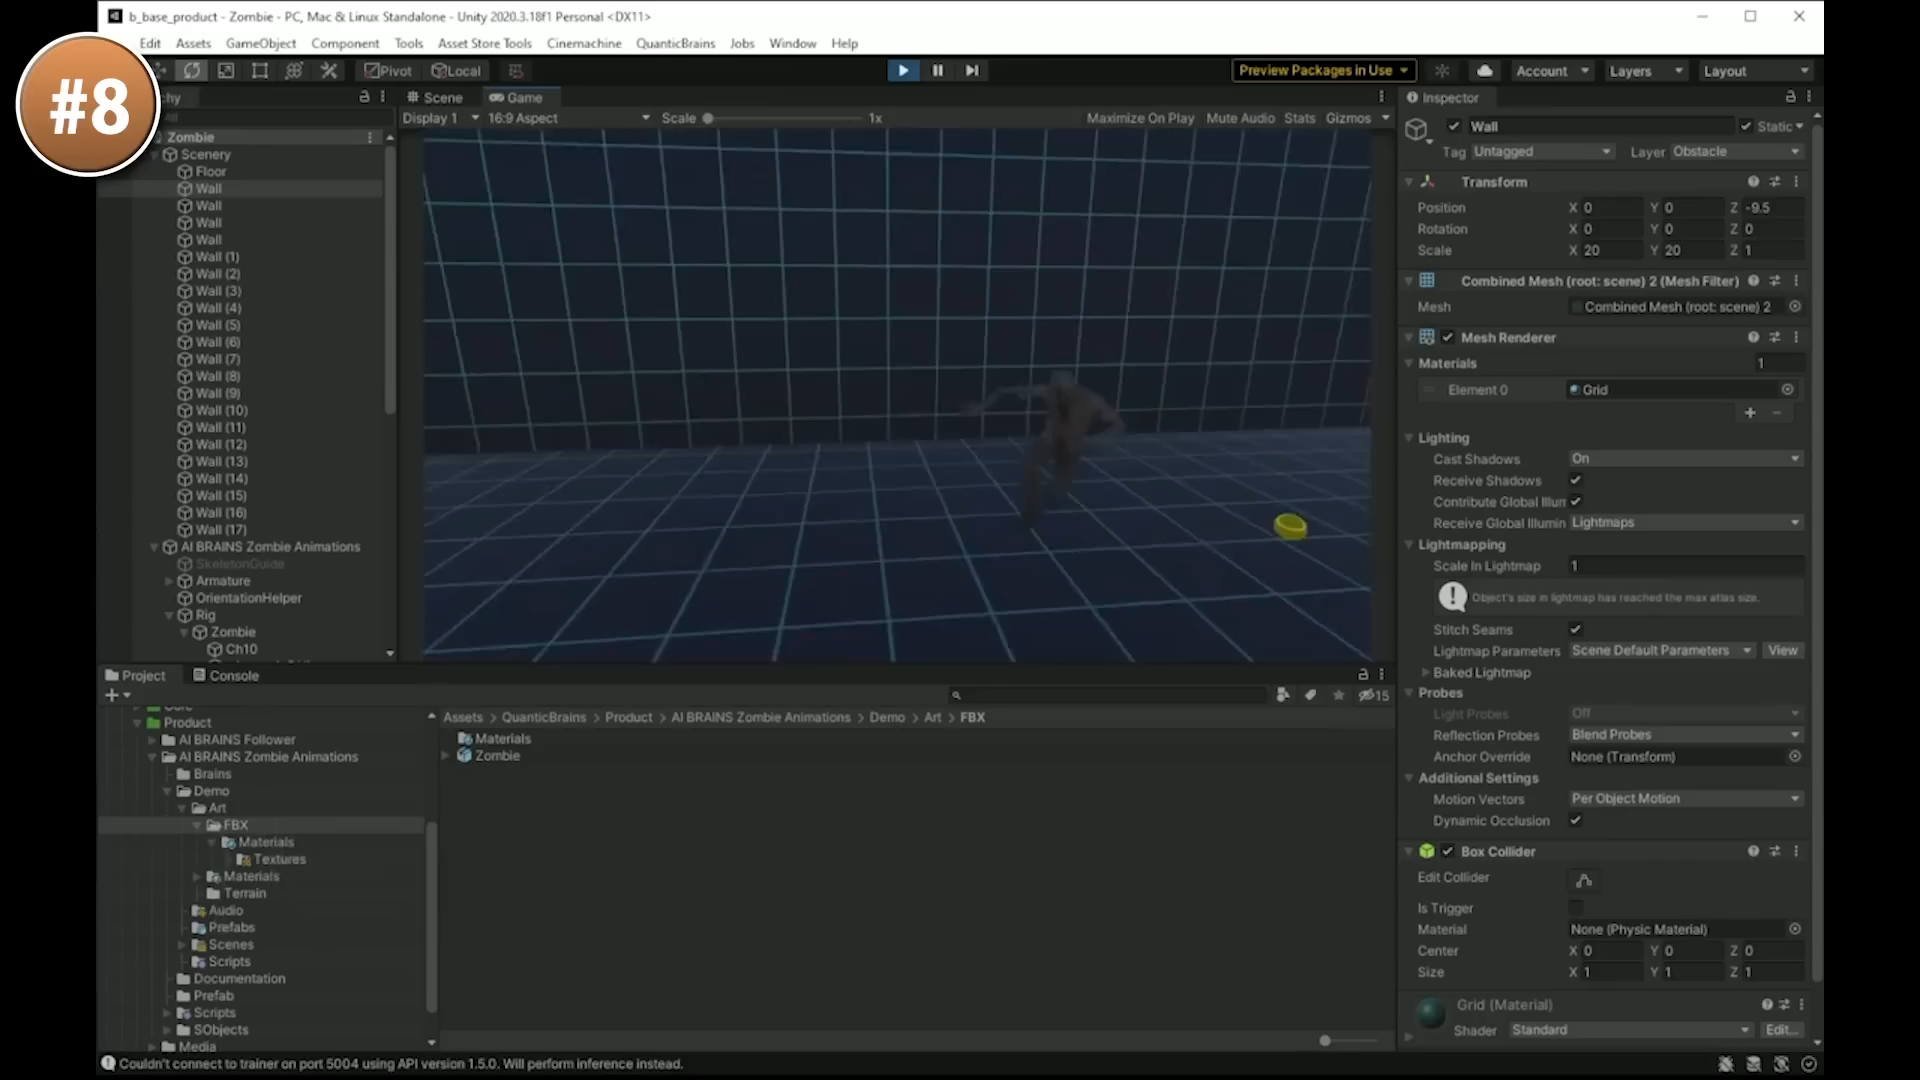 #8
b_base_product - Zombie - PC, Mac & Linux Standalone - Unity 2020.3.18f1 Personal <DX11>
Edit Assets GameObject Component Tools Asset Store Tools Cinemachine QuanticBrains Jobs Window Help
Pivot Local Preview Packages in Use Account Layers Layout
Scene Game
Display 1 16:9 Aspect Scale 1x Maximize On Play Mute Audio Stats Gizmos
Zombie
Scenery
Floor
Wall
Wall
Wall
Wall
Wall (1)
Wall (2)
Wall (3)
Wall (4)
Wall (5)
Wall (6)
Wall (7)
Wall (8)
Wall (9)
Wall (10)
Wall (11)
Wall (12)
Wall (13)
Wall (14)
Wall (15)
Wall (16)
Wall (17)
AI BRAINS Zombie Animations
SkeletonGuide
Armature
OrientationHelper
Rig
Zombie
Ch10
Inspector
Wall Static
Tag Untagged Layer Obstacle
Transform
Position X 0 Y 0 Z -9.5
Rotation X 0 Y 0 Z 0
Scale X 20 Y 20 Z 1
Combined Mesh (root: scene) 2 (Mesh Filter)
Mesh Combined Mesh (root: scene) 2
Mesh Renderer
Materials 1
Element 0 Grid
Lighting
Cast Shadows On
Receive Shadows
Contribute Global Illum
Receive Global Illumin Lightmaps
Lightmapping
Scale In Lightmap 1
Object's size in lightmap has reached the max atlas size.
Stitch Seams
Lightmap Parameters Scene Default Parameters View
Baked Lightmap
Probes
Light Probes Off
Reflection Probes Blend Probes
Anchor Override None (Transform)
Additional Settings
Motion Vectors Per Object Motion
Dynamic Occlusion
Box Collider
Edit Collider
Is Trigger
Material None (Physic Material)
Center X 0 Y 0 Z 0
Size X 1 Y 1 Z 1
Grid (Material)
Shader Standard Edit...
Project Console
15
Product
AI BRAINS Follower
AI BRAINS Zombie Animations
Brains
Demo
Art
FBX
Materials
Textures
Materials
Terrain
Audio
Prefabs
Scenes
Scripts
Documentation
Prefab
Scripts
SObjects
Media
Assets > QuanticBrains > Product > AI BRAINS Zombie Animations > Demo > Art > FBX
Materials
Zombie
Couldn't connect to trainer on port 5004 using API version 1.5.0. Will perform inference instead.